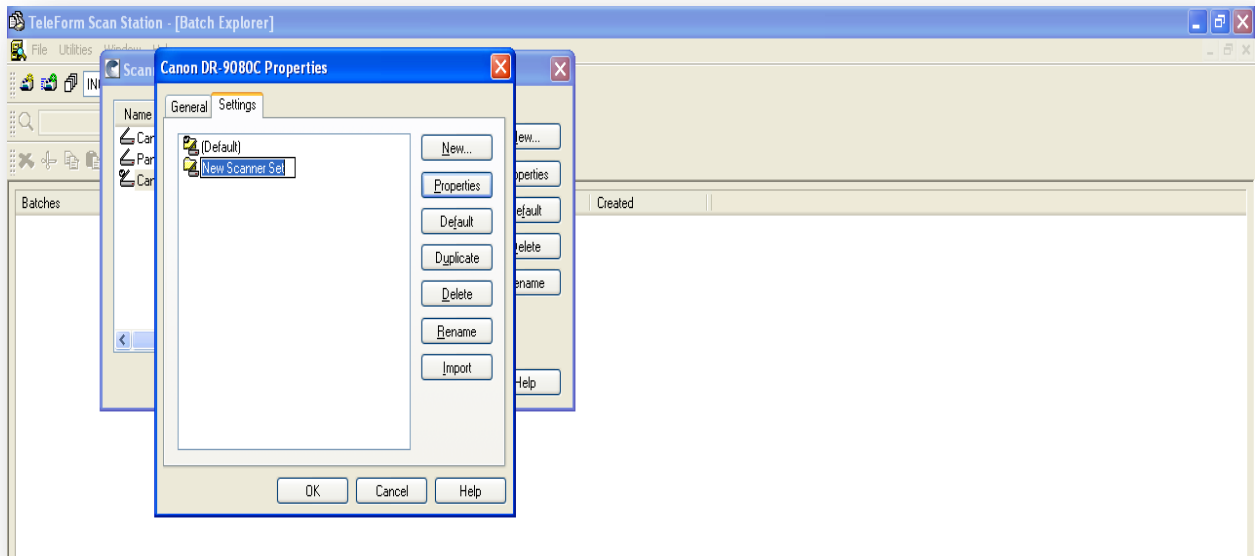 TeleForm Scan Station - [Batch Explorer]
File Utilities Window
Canon DR-9080C Properties
General Settings
Name
(Default)
New Scanner Set
New...
Properties
Default
Duplicate
Delete
Rename
Import
Help
Batches Created
OK Cancel Help